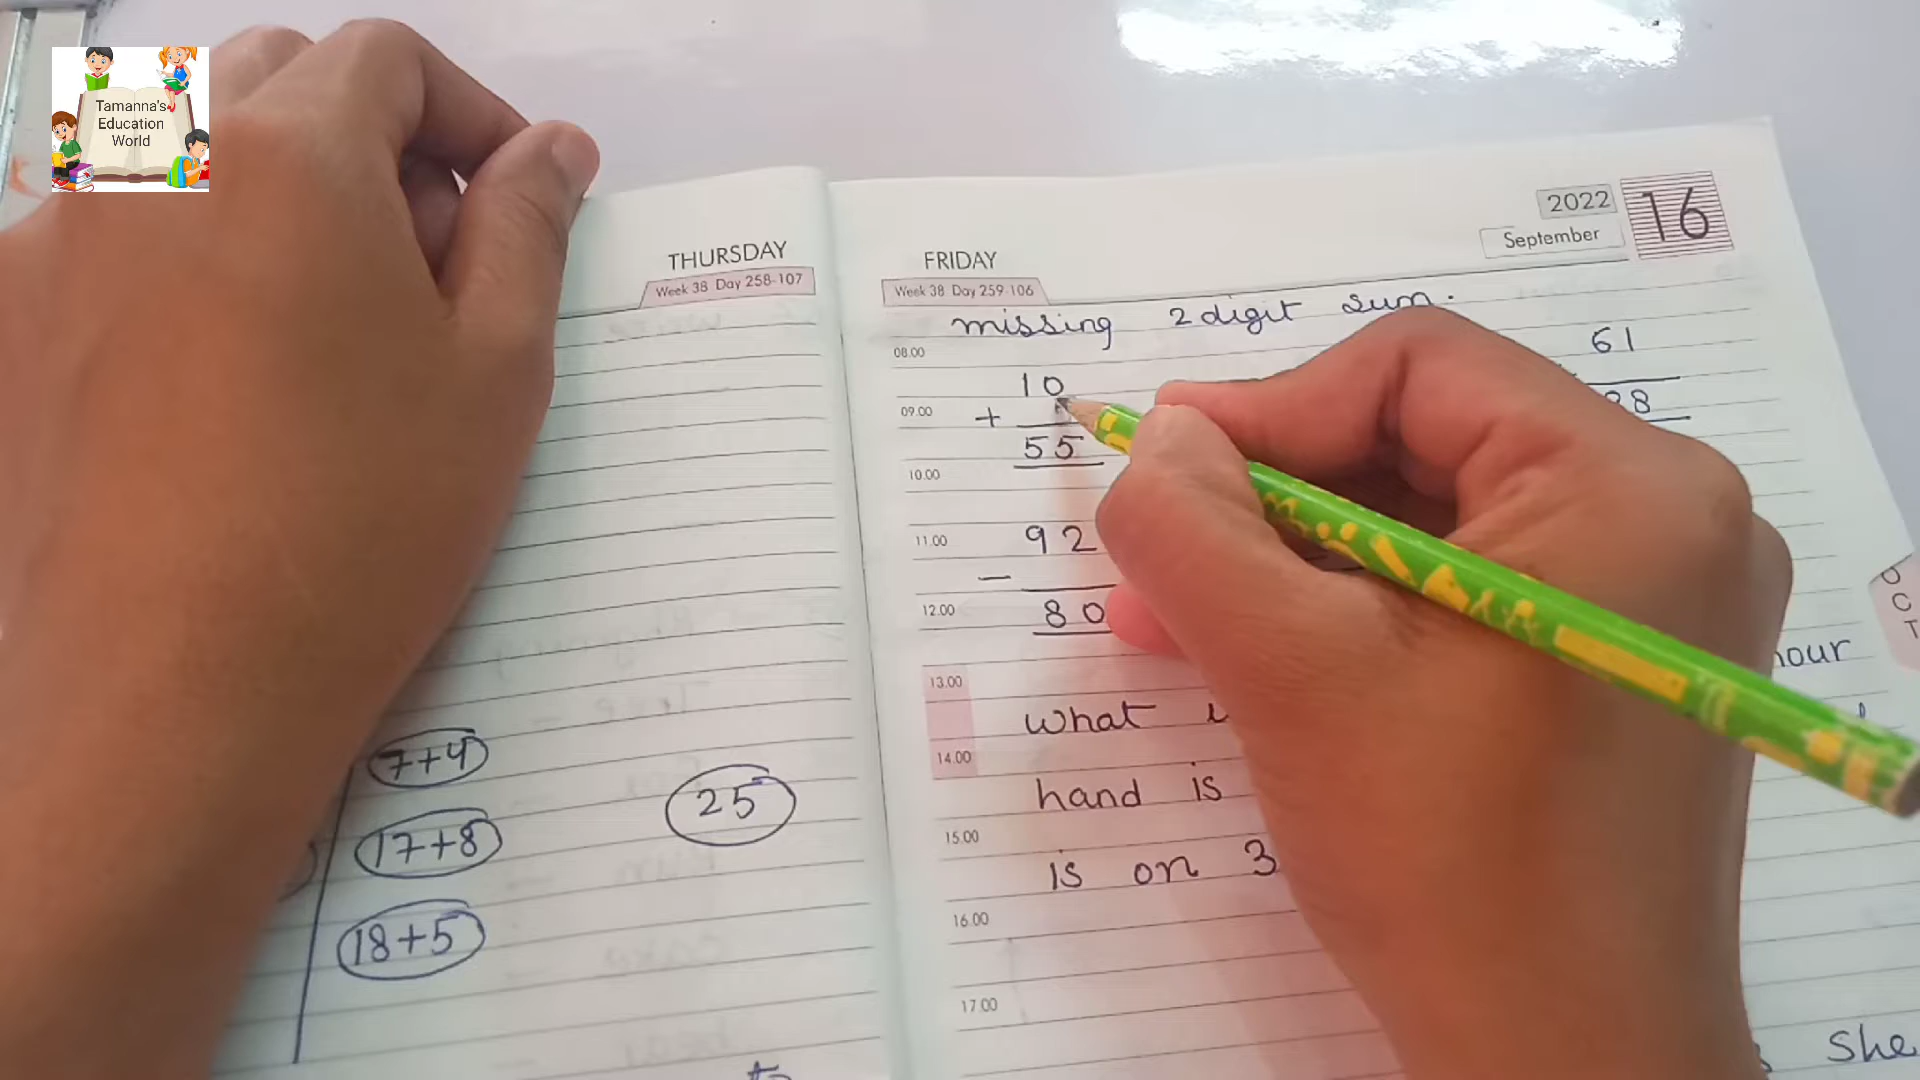 Tamanna's
Education
World
THURSDAY
Week 38 Day 258-107
7+4
17+8
25
18+5
2022
16
September
FRIDAY
Week 38 Day 259-106
missing 2 digit sum.
08.00
10
61
09.00
+
8
55
10.00
11.00
92
-
12.00
80
13.00
what
hour
14.00
hand is
15.00
is on 3
16.00
17.00
she
OCT